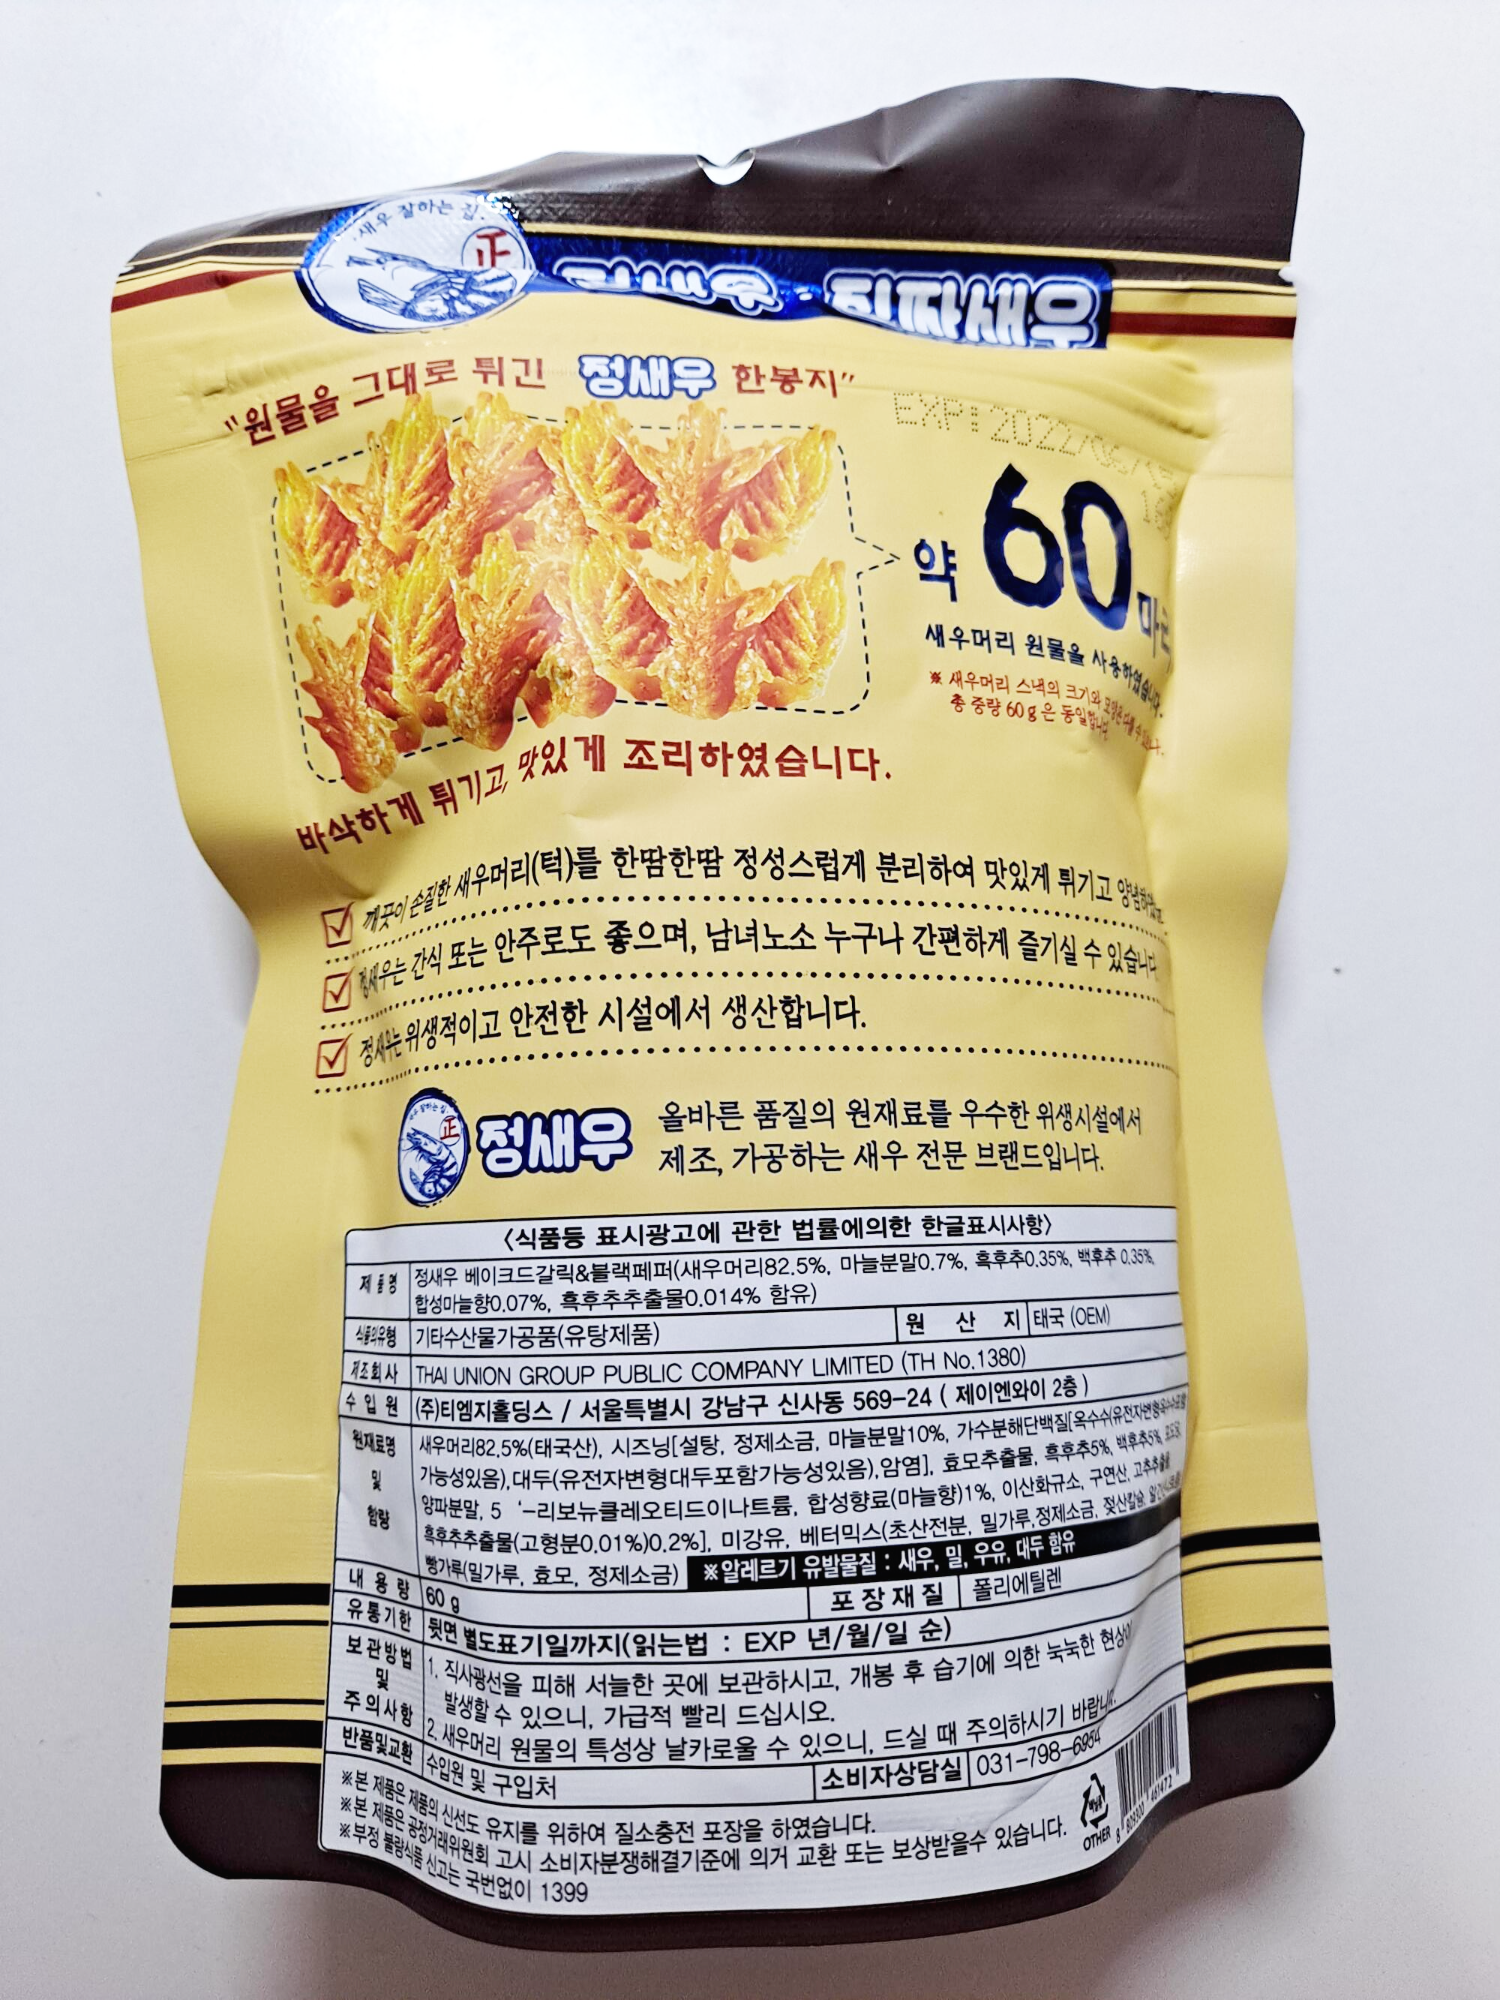 새우 잘하는 집.
正
정새우 · 진짜새우
"원물을 그대로 튀긴 정새우 한봉지"
EXP: 2022/
약 60마리
새우머리 원물을 사용하였습니다.
※ 새우머리 스낵의 크기와 모양은 다를 수
총 중량 60g은 동일합니다.
바삭하게 튀기고, 맛있게 조리하였습니다.
깨끗이 손질한 새우머리(턱)를 한땀한땀 정성스럽게 분리하여 맛있게 튀기고
정새우는 간식 또는 안주로도 좋으며, 남녀노소 누구나 간편하게 즐기실 수 있습니다
정새우는 위생적이고 안전한 시설에서 생산합니다.
새우 잘하는 집.
正
정새우
올바른 품질의 원재료를 우수한 위생시설에서
제조, 가공하는 새우 전문 브랜드입니다.
<식품등 표시광고에 관한 법률에의한 한글표시사항>
제품명 정새우 베이크드갈릭&블랙페퍼(새우머리82.5%, 마늘분말0.7%, 흑후추0.35%, 백후추 0.35%,
합성마늘향0.07%, 흑후추추출물0.014% 함유)
식품의유형 기타수산물가공품(유탕제품) 원산지 태국 (OEM)
제조회사 THAI UNION GROUP PUBLIC COMPANY LIMITED (TH No.1380)
수입원 (주)티엠지홀딩스 / 서울특별시 강남구 신사동 569-24 ( 제이엔와이 2층 )
원재료명 및 함량 새우머리82.5%(태국산), 시즈닝[설탕, 정제소금, 마늘분말10%, 가수분해단백질[옥수수(유전자변형옥수수포함
가능성있음),대두(유전자변형대두포함가능성있음),암염], 효모추출물, 흑후추5%, 백후추5%, 포도당,
양파분말, 5 '-리보뉴클레오티드이나트륨, 합성향료(마늘향)1%, 이산화규소, 구연산, 고추추출물,
흑후추추출물(고형분0.01%)0.2%], 미강유, 베터믹스(초산전분, 밀가루,정제소금, 젖산칼슘,
빵가루(밀가루, 효모, 정제소금) ※알레르기 유발물질 : 새우, 밀, 우유, 대두 함유
내용량 60 g 포장재질 폴리에틸렌
유통기한 뒷면 별도표기일까지(읽는법 : EXP 년/월/일 순)
보관방법 및 주의사항 1. 직사광선을 피해 서늘한 곳에 보관하시고, 개봉 후 습기에 의한 눅눅한 현상이
발생할 수 있으니, 가급적 빨리 드십시오.
2. 새우머리 원물의 특성상 날카로울 수 있으니, 드실 때 주의하시기 바랍니다.
반품및교환 수입원 및 구입처 소비자상담실 031-798-6954
※본 제품은 제품의 신선도 유지를 위하여 질소충전 포장을 하였습니다.
※본 제품은 공정거래위원회 고시 소비자분쟁해결기준에 의거 교환 또는 보상받을수 있습니다.
※부정 불량식품 신고는 국번없이 1399
비닐류
OTHER
8 809300 461472